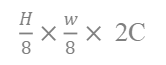 H/8 × w/8 × 2C